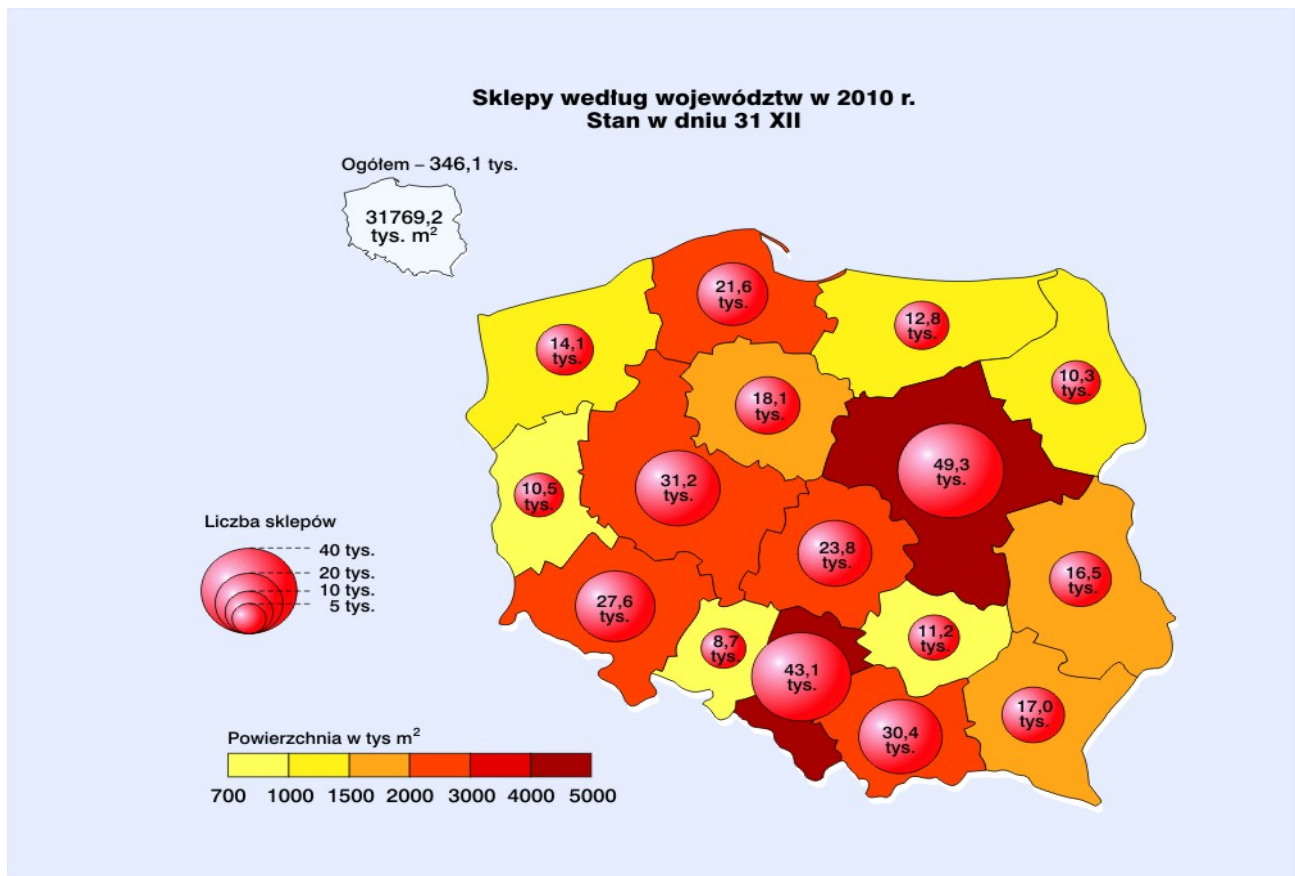 Sklepy według województw w 2010 r.
Stan w dniu 31 XII
Ogółem – 346,1 tys.
31769,2
tys. m²
21,6
tys.
12,8
tys.
14,1
tys.
10,3
tys.
18,1
tys.
49,3
tys.
31,2
tys.
10,5
tys.
23,8
tys.
16,5
tys.
27,6
tys.
11,2
tys.
8,7
tys.
43,1
tys.
17,0
tys.
30,4
tys.
Liczba sklepów
40 tys.
20 tys.
10 tys.
5 tys.
Powierzchnia w tys m²
700 1000 1500 2000 3000 4000 5000